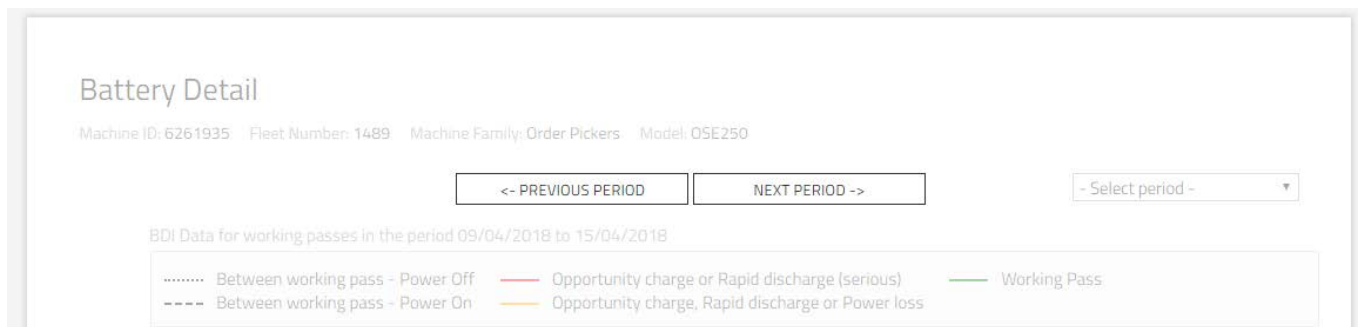 Battery Detail
Machine ID: 6261935 Fleet Number: 1489 Machine Family: Order Pickers Model: OSE250
<- PREVIOUS PERIOD NEXT PERIOD -> - Select period -
BDI Data for working passes in the period 09/04/2018 to 15/04/2018
Between working pass - Power Off Opportunity charge or Rapid discharge (serious) Working Pass
Between working pass - Power On Opportunity charge, Rapid discharge or Power loss